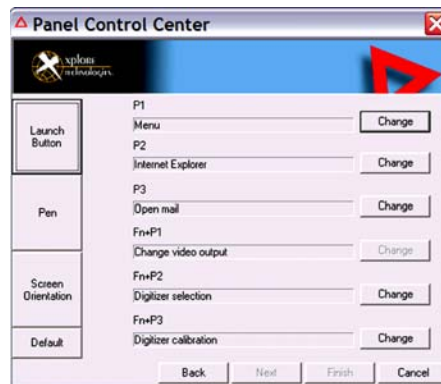 Panel Control Center
xplore
technologies.
Launch
Button
Pen
Screen
Orientation
Default
P1
Menu
Change
P2
Internet Explorer
Change
P3
Open mail
Change
Fn+P1
Change video output
Change
Fn+P2
Digitizer selection
Change
Fn+P3
Digitizer calibration
Change
Back
Next
Finish
Cancel